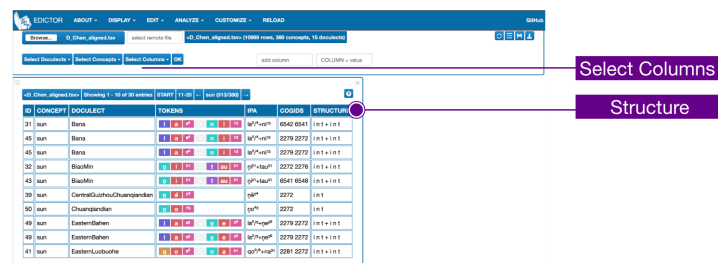 EDICTOR ABOUT DISPLAY EDIT ANALYZE CUSTOMIZE RELOAD GitHub
Browse... D_Chen_aligned.tsv select remote file <D_Chen_aligned.tsv> (10989 rows, 380 concepts, 15 doculects)
Select Doculects Select Concepts Select Columns OK add column COLUMN = value
Select Columns
<D_Chen_aligned.tsv> Showing 1 - 10 of 30 entries START 11-20 ← sun (313/380) →
Structure
ID CONCEPT DOCULECT TOKENS IPA COGIDS STRUCTURE
31 sun Bana 6542 6541 i n t + i n t
45 sun Bana 2279 2272 i n t + i n t
45 sun Bana 2279 2272 i n t + i n t
32 sun BiaoMin 2272 2276 i n t + i n t
43 sun BiaoMin 6541 6546 i n t + i n t
39 sun CentralGuizhouChuanqiandian 2272 i n t
50 sun Chuanqiandian 2272 i n t
49 sun EasternBahen 2279 2272 i n t + i n t
49 sun EasternBahen 2279 2272 i n t + i n t
41 sun EasternLuobuohe 2281 2272 i n t + i n t